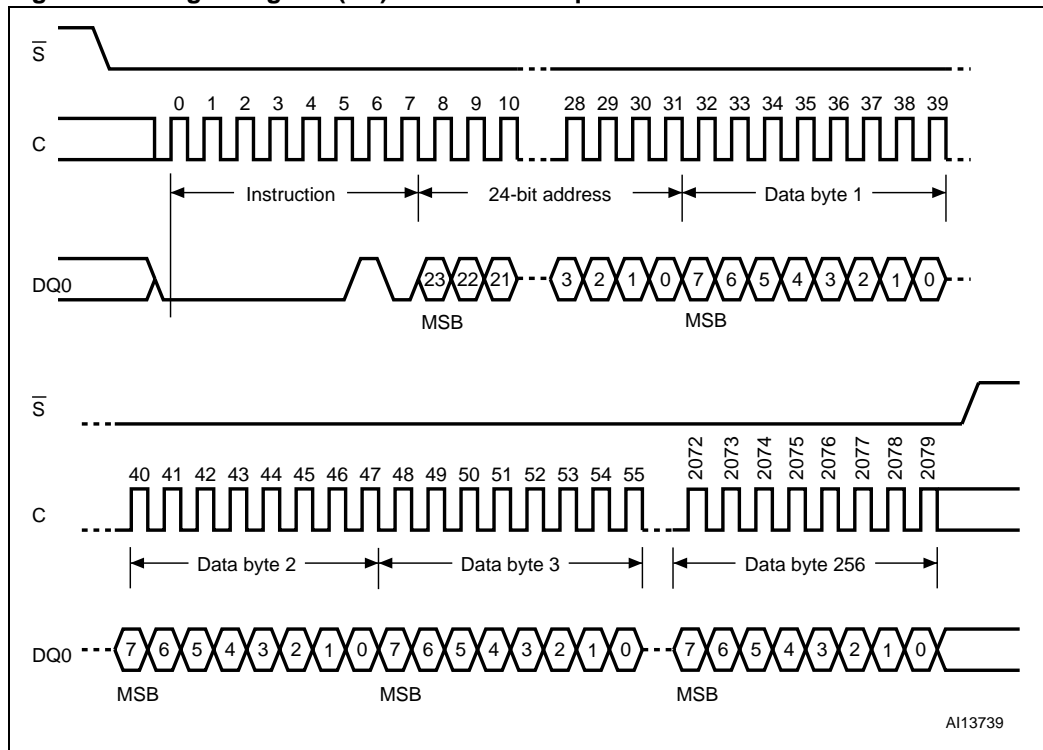 S
0 1 2 3 4 5 6 7 8 9 10 28 29 30 31 32 33 34 35 36 37 38 39
C
Instruction 24-bit address Data byte 1
DQ0 23 22 21 3 2 1 0 7 6 5 4 3 2 1 0
MSB MSB
S
40 41 42 43 44 45 46 47 48 49 50 51 52 53 54 55 2072 2073 2074 2075 2076 2077 2078 2079
C
Data byte 2 Data byte 3 Data byte 256
DQ0 7 6 5 4 3 2 1 0 7 6 5 4 3 2 1 0 7 6 5 4 3 2 1 0
MSB MSB MSB
AI13739